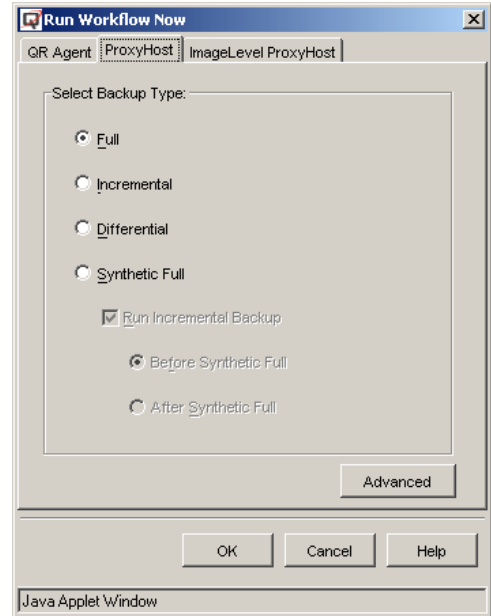 Run Workflow Now
QR Agent ProxyHost ImageLevel ProxyHost
Select Backup Type:
Full
Incremental
Differential
Synthetic Full
Run Incremental Backup
Before Synthetic Full
After Synthetic Full
Advanced
OK Cancel Help
Java Applet Window